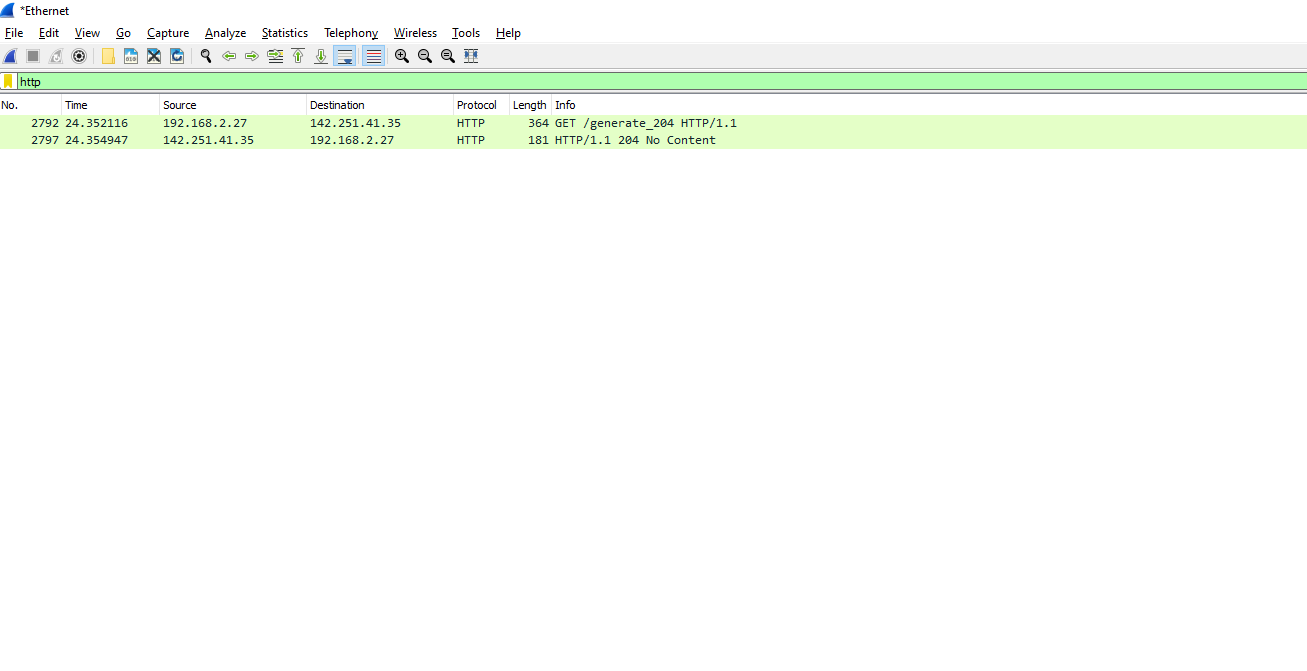 *Ethernet
File Edit View Go Capture Analyze Statistics Telephony Wireless Tools Help
http
No. Time Source Destination Protocol Length Info
2792 24.352116 192.168.2.27 142.251.41.35 HTTP 364 GET /generate_204 HTTP/1.1
2797 24.354947 142.251.41.35 192.168.2.27 HTTP 181 HTTP/1.1 204 No Content